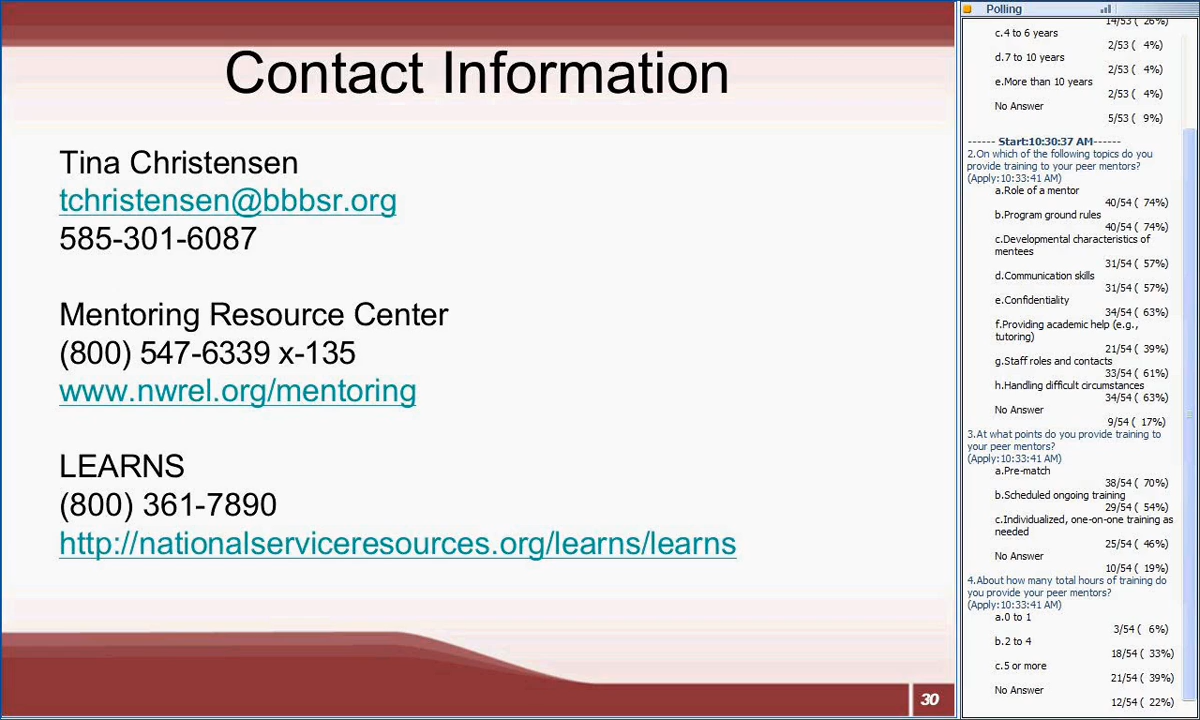 Contact Information
Tina Christensen
tchristensen@bbbsr.org
585-301-6087
Mentoring Resource Center
(800) 547-6339 x-135
www.nwrel.org/mentoring
LEARNS
(800) 361-7890
http://nationalserviceresources.org/learns/learns
30
Polling
14/53 ( 26%)
c.4 to 6 years
2/53 ( 4%)
d.7 to 10 years
2/53 ( 4%)
e.More than 10 years
2/53 ( 4%)
No Answer
5/53 ( 9%)
------ Start:10:30:37 AM------
2.On which of the following topics do you
provide training to your peer mentors?
(Apply:10:33:41 AM)
a.Role of a mentor
40/54 ( 74%)
b.Program ground rules
40/54 ( 74%)
c.Developmental characteristics of
mentees
31/54 ( 57%)
d.Communication skills
31/54 ( 57%)
e.Confidentiality
34/54 ( 63%)
f.Providing academic help (e.g.,
tutoring)
21/54 ( 39%)
g.Staff roles and contacts
33/54 ( 61%)
h.Handling difficult circumstances
34/54 ( 63%)
No Answer
9/54 ( 17%)
3.At what points do you provide training to
your peer mentors?
(Apply:10:33:41 AM)
a.Pre-match
38/54 ( 70%)
b.Scheduled ongoing training
29/54 ( 54%)
c.Individualized, one-on-one training as
needed
25/54 ( 46%)
No Answer
10/54 ( 19%)
4.About how many total hours of training do
you provide your peer mentors?
(Apply:10:33:41 AM)
a.0 to 1
3/54 ( 6%)
b.2 to 4
18/54 ( 33%)
c.5 or more
21/54 ( 39%)
No Answer
12/54 ( 22%)